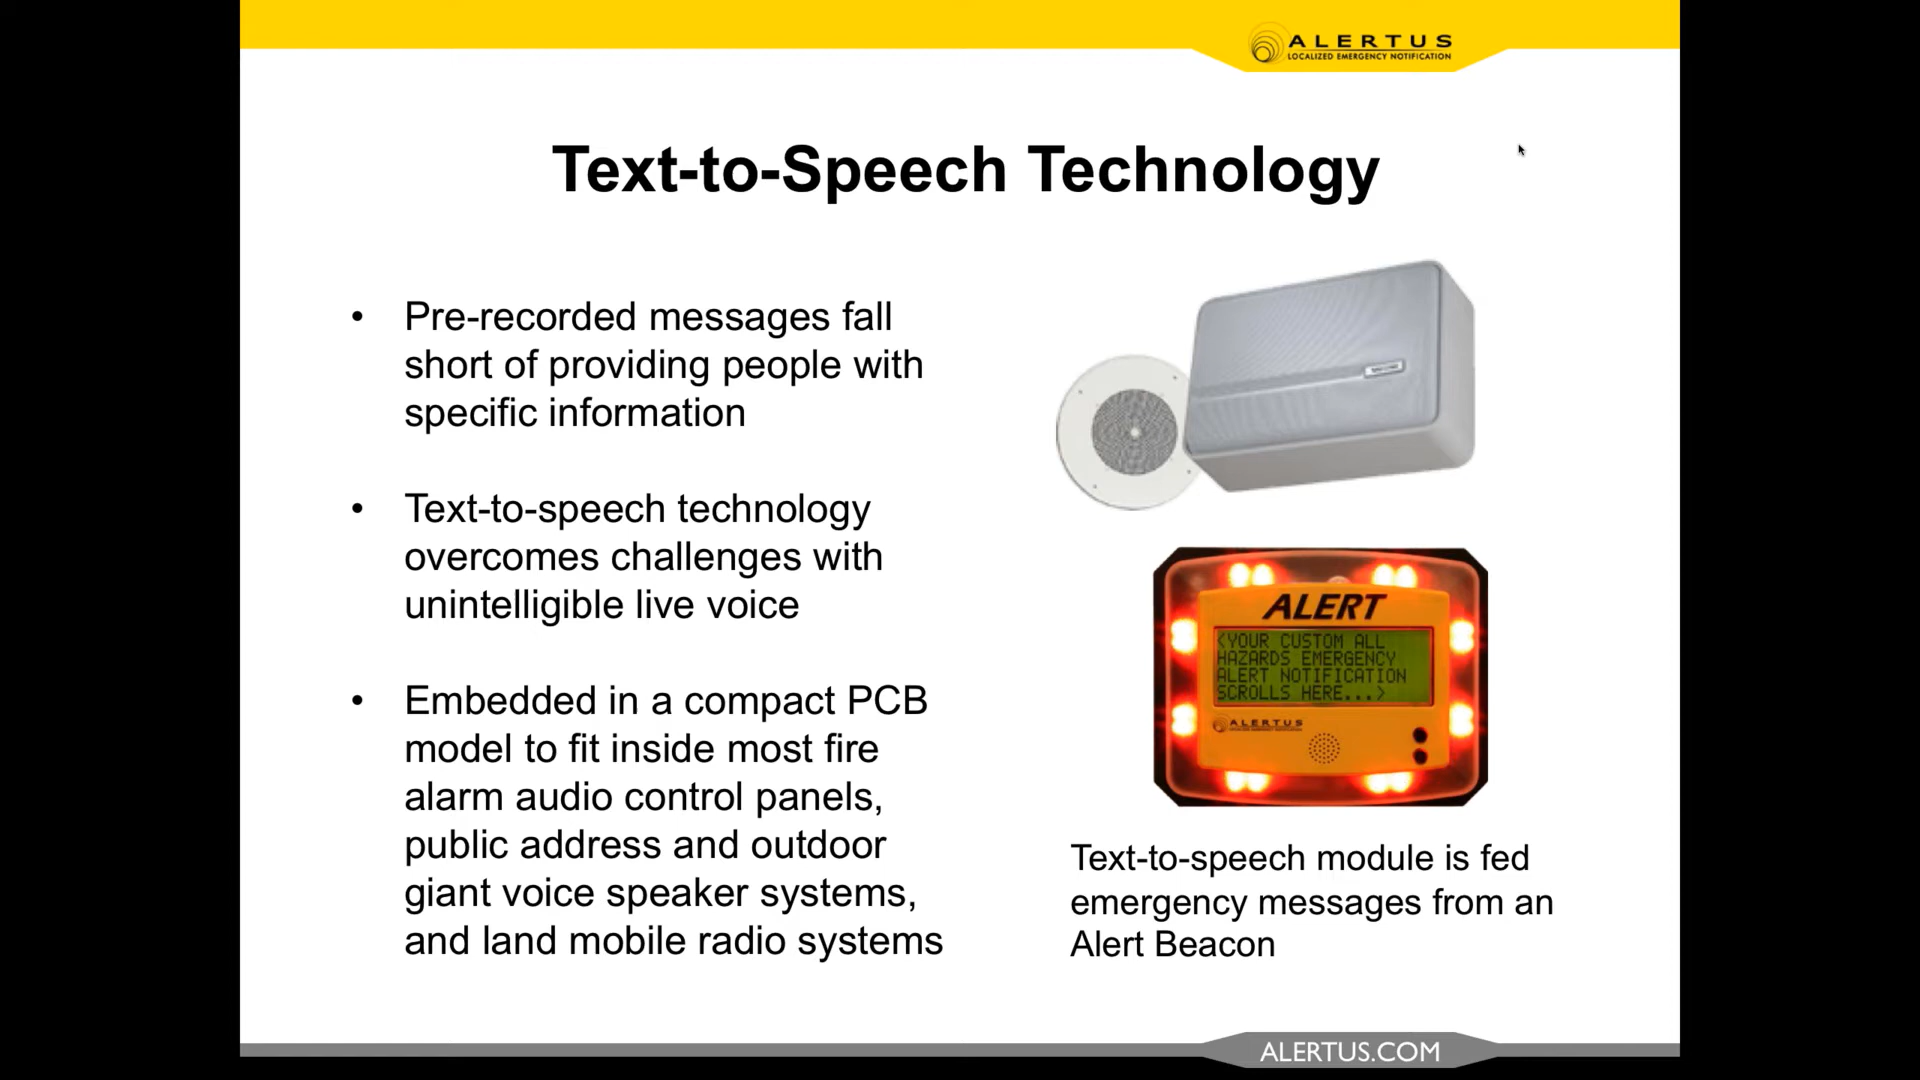 ALERTUS
LOCALIZED EMERGENCY NOTIFICATION
Text-to-Speech Technology
• Pre-recorded messages fall
short of providing people with
specific information
• Text-to-speech technology
overcomes challenges with
unintelligible live voice
• Embedded in a compact PCB
model to fit inside most fire
alarm audio control panels,
public address and outdoor
giant voice speaker systems,
and land mobile radio systems
ALERT
<YOUR CUSTOM ALL
HAZARDS EMERGENCY
ALERT NOTIFICATION
SCROLLS HERE...>
ALERTUS
LOCALIZED EMERGENCY NOTIFICATION
Text-to-speech module is fed
emergency messages from an
Alert Beacon
ALERTUS.COM